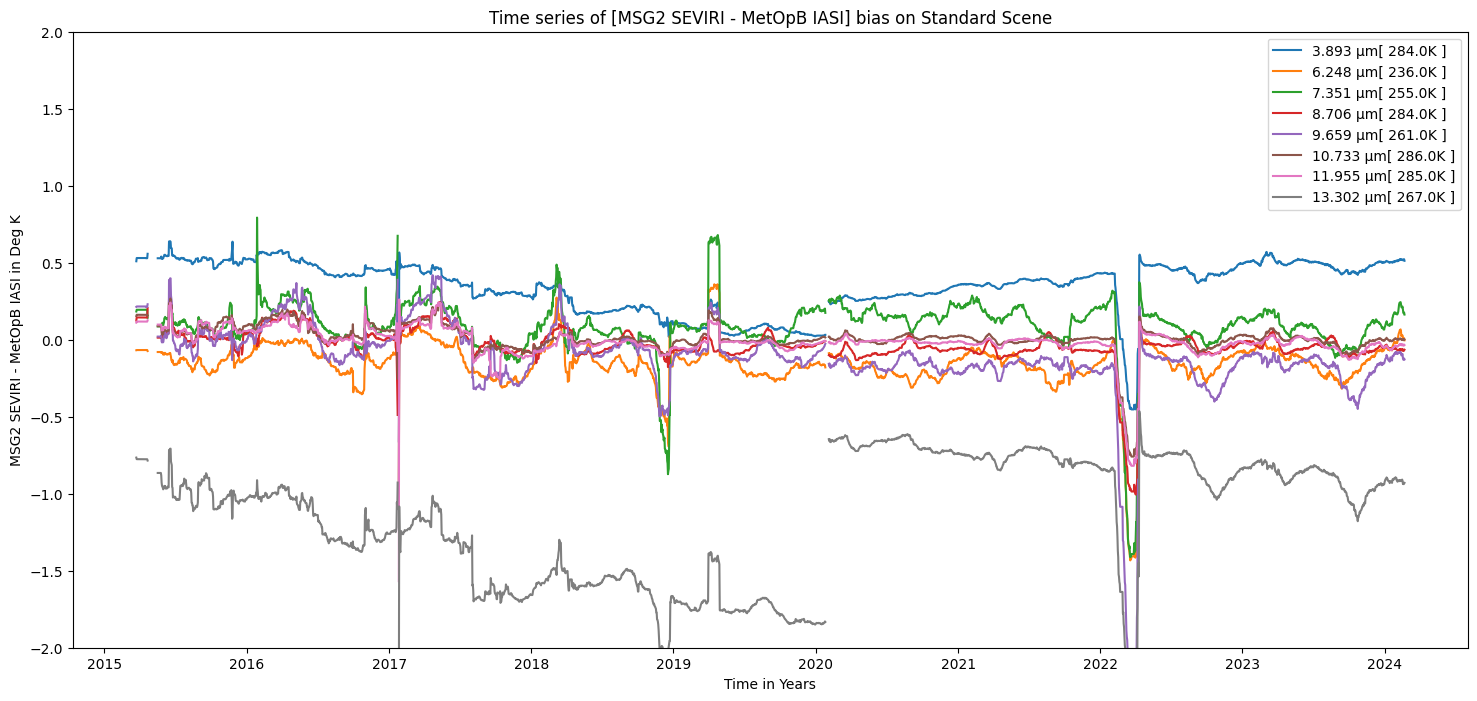 Time series of [MSG2 SEVIRI - MetOpB IASI] bias on Standard Scene
MSG2 SEVIRI - MetOpB IASI in Deg K
2.0
1.5
1.0
0.5
0.0
−0.5
−1.0
−1.5
−2.0
3.893 μm[ 284.0K ]
6.248 μm[ 236.0K ]
7.351 μm[ 255.0K ]
8.706 μm[ 284.0K ]
9.659 μm[ 261.0K ]
10.733 μm[ 286.0K ]
11.955 μm[ 285.0K ]
13.302 μm[ 267.0K ]
2015 2016 2017 2018 2019 2020 2021 2022 2023 2024
Time in Years